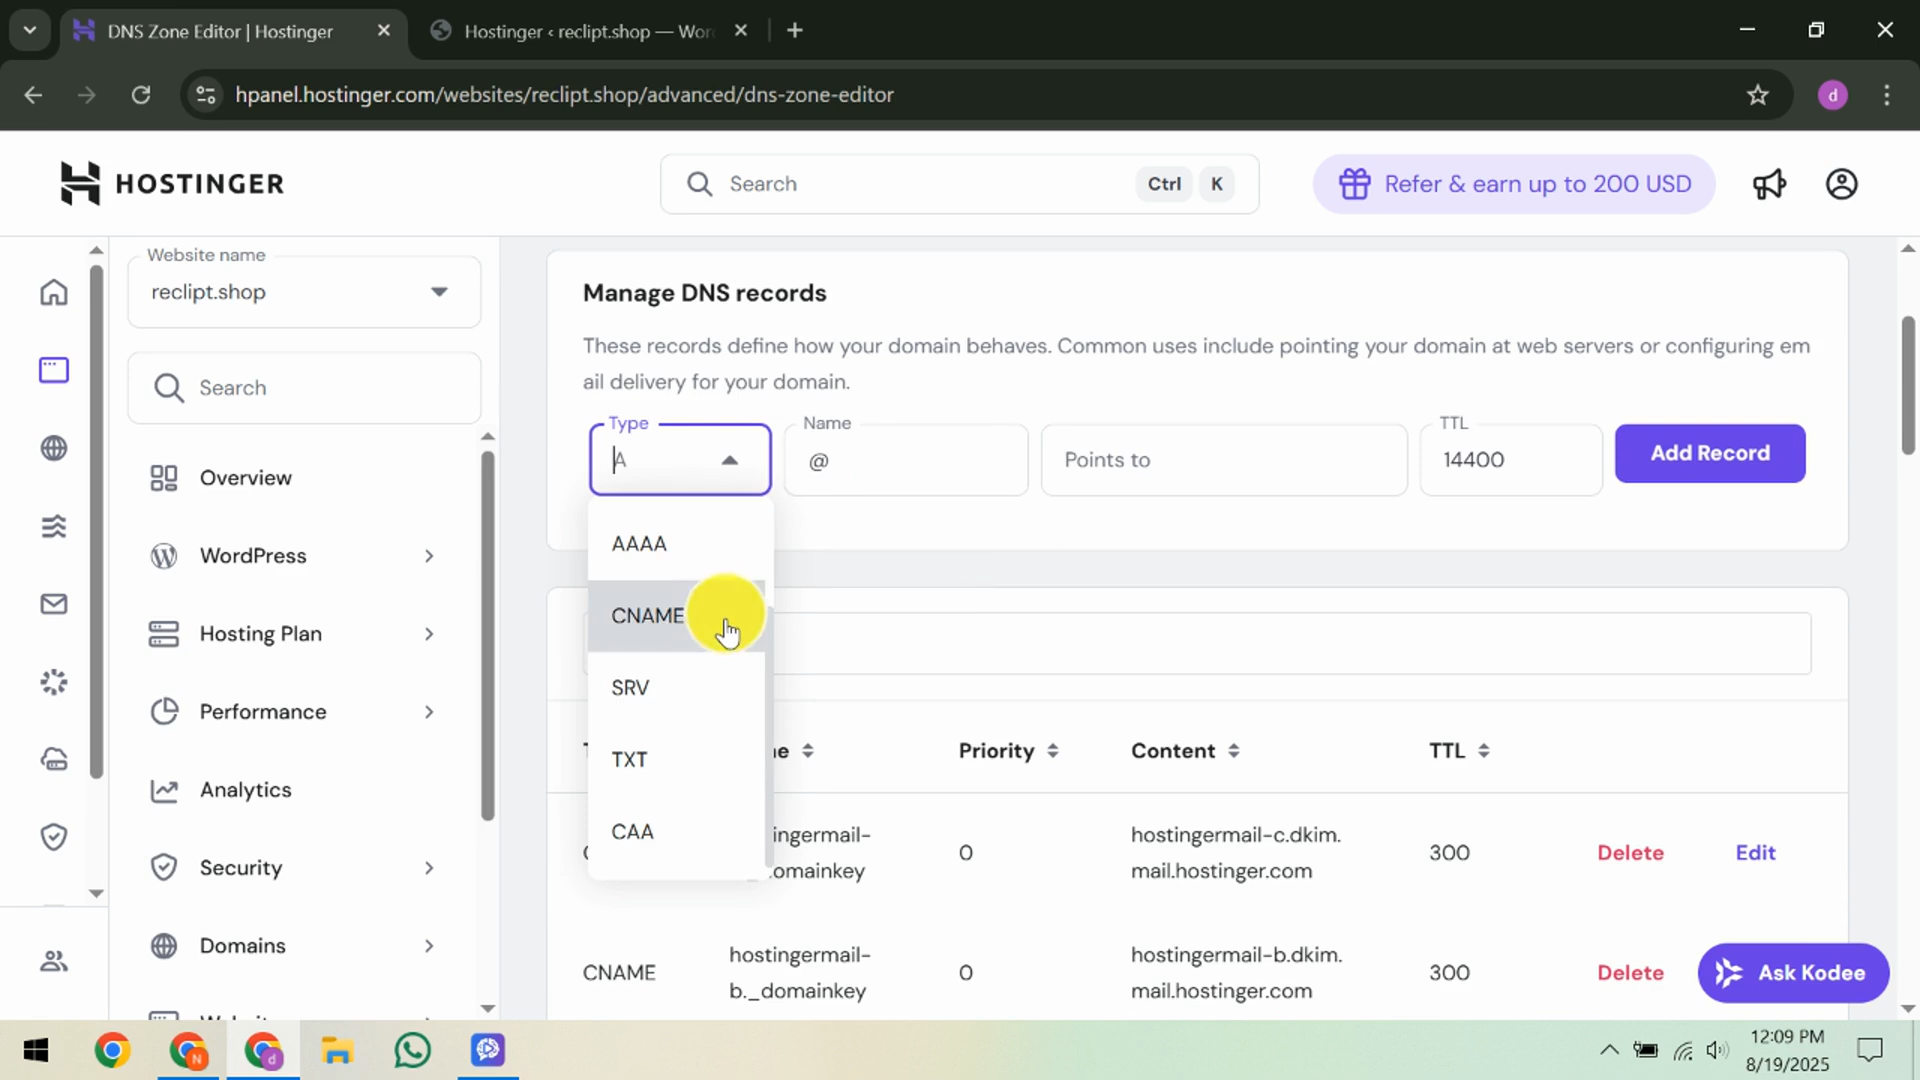 DNS Zone Editor | Hostinger
Hostinger ‹ reclipt.shop — Wor
hpanel.hostinger.com/websites/reclipt.shop/advanced/dns-zone-editor
d
HOSTINGER
Search
Ctrl
K
Refer & earn up to 200 USD
Website name
reclipt.shop
Search
Overview
WordPress
Hosting Plan
Performance
Analytics
Security
Domains
Manage DNS records
These records define how your domain behaves. Common uses include pointing your domain at web servers or configuring em
ail delivery for your domain.
Type
A
Name
@
Points to
TTL
14400
Add Record
AAAA
CNAME
SRV
TXT
CAA
Priority
Content
TTL
ingermail-
omainkey
0
hostingermail-c.dkim.
mail.hostinger.com
300
Delete
Edit
CNAME
hostingermail-
b._domainkey
0
hostingermail-b.dkim.
mail.hostinger.com
300
Delete
Ask Kodee
N
d
12:09 PM
8/19/2025